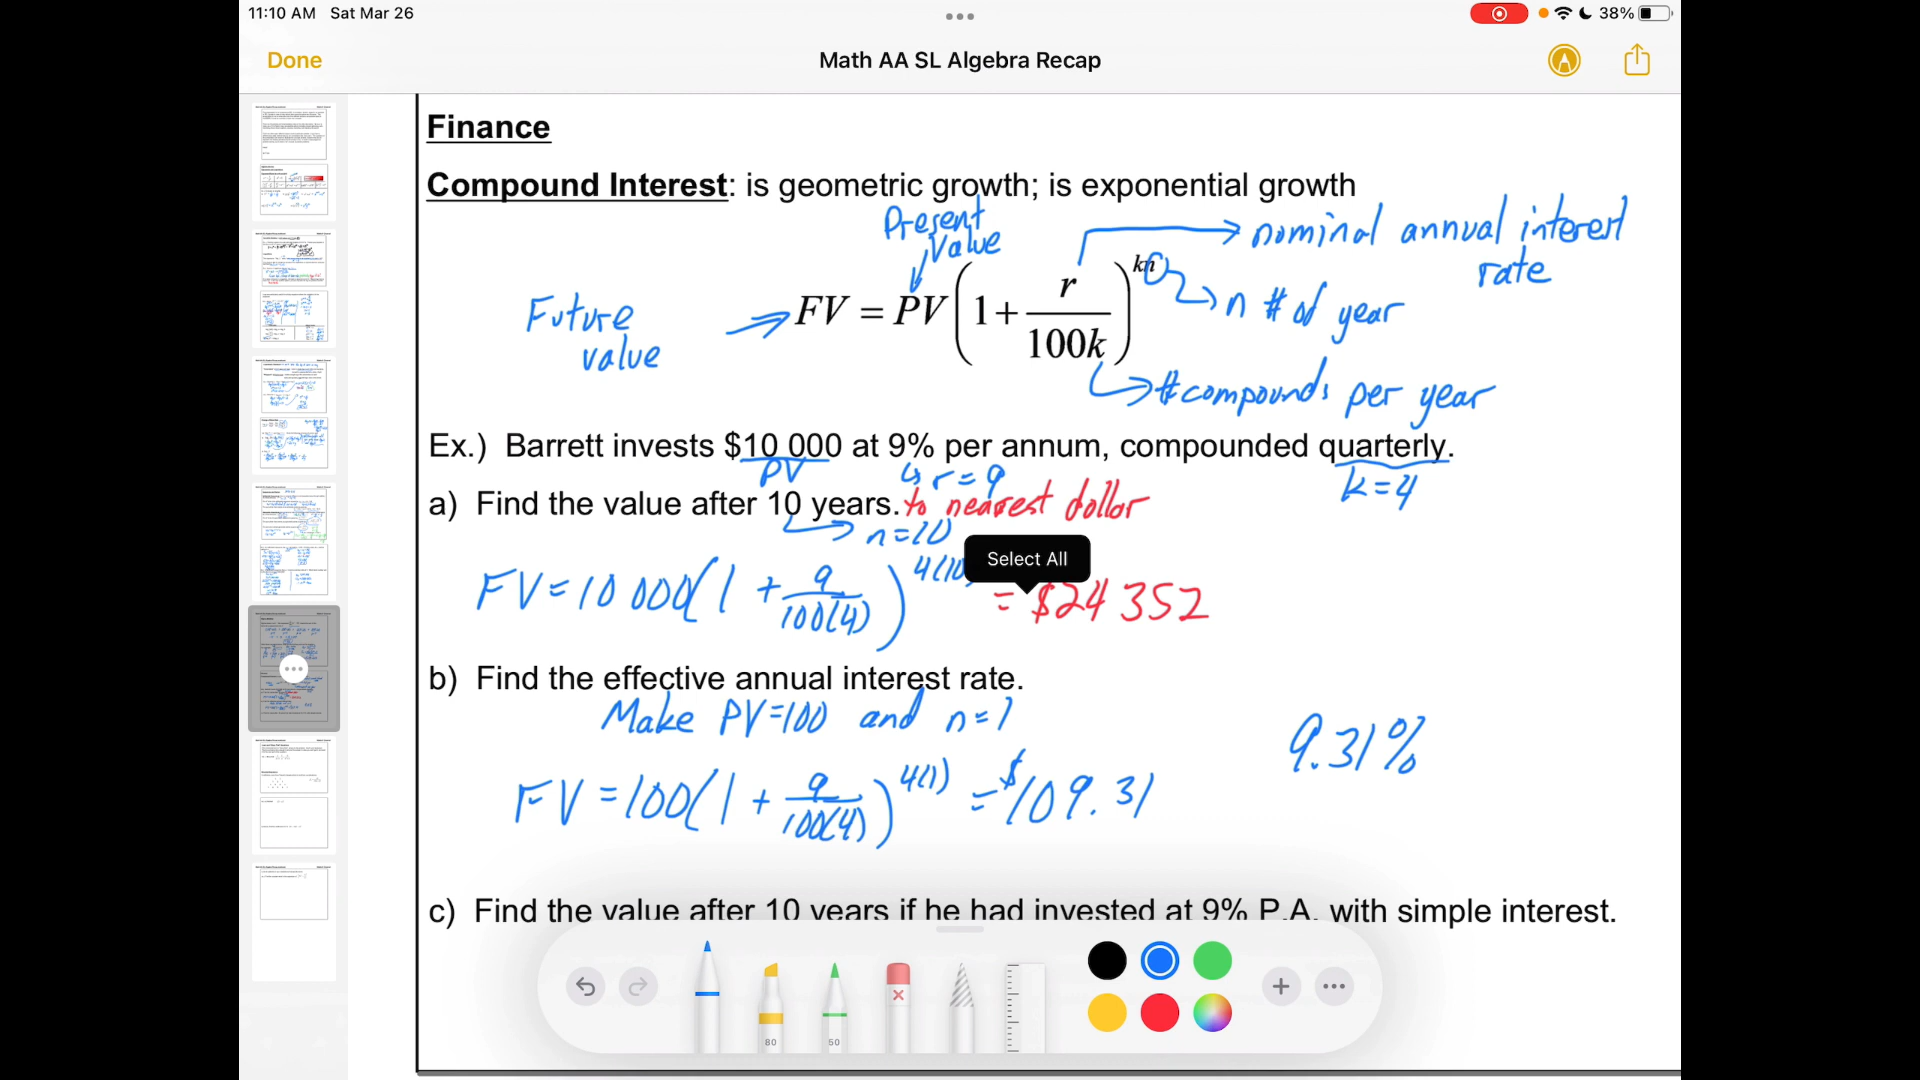 11:10 AM Sat Mar 26
38%
Done
Math AA SL Algebra Recap
Finance
Compound Interest: is geometric growth; is exponential growth
Present
Value
nominal annual interest
rate
Future
value
FV = PV(1 + r/100k)^kn
n # of year
# compounds per year
Ex.) Barrett invests $10 000 at 9% per annum, compounded quarterly.
PV
r = 9
k = 4
a) Find the value after 10 years. to nearest dollar
n = 10
Select All
FV = 10 000(1 + 9/100(4))^4(10) = $24 352
b) Find the effective annual interest rate.
Make PV=100 and n=1
FV = 100(1 + 9/100(4))^4(1) = $109.31
9.31%
c) Find the value after 10 years if he had invested at 9% P.A. with simple interest.
80
50